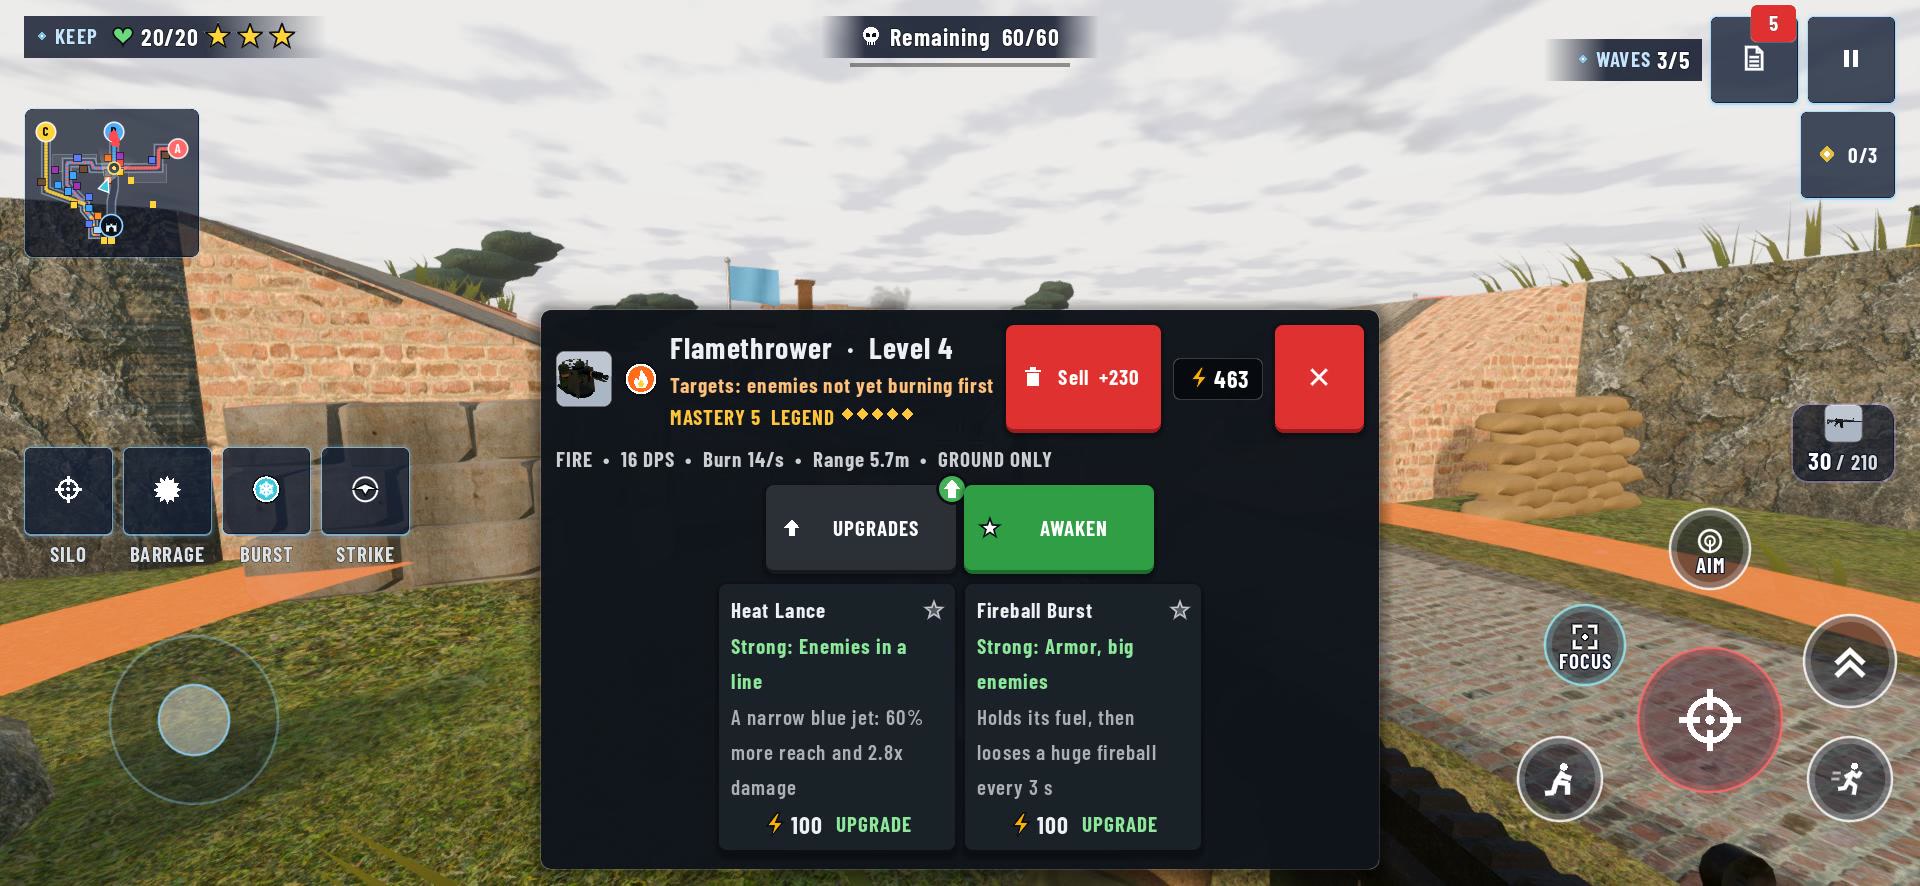 KEEP 20/20
Remaining 60/60
5
WAVES 3/5
C
A
0/3
Flamethrower · Level 4
Targets: enemies not yet burning first
MASTERY 5 LEGEND
Sell +230
463
FIRE • 16 DPS • Burn 14/s • Range 5.7m • GROUND ONLY
30 / 210
UPGRADES
AWAKEN
SILO
BARRAGE
BURST
STRIKE
AIM
FOCUS
Heat Lance
Strong: Enemies in a
line
A narrow blue jet: 60%
more reach and 2.8x
damage
100 UPGRADE
Fireball Burst
Strong: Armor, big
enemies
Holds its fuel, then
looses a huge fireball
every 3 s
100 UPGRADE